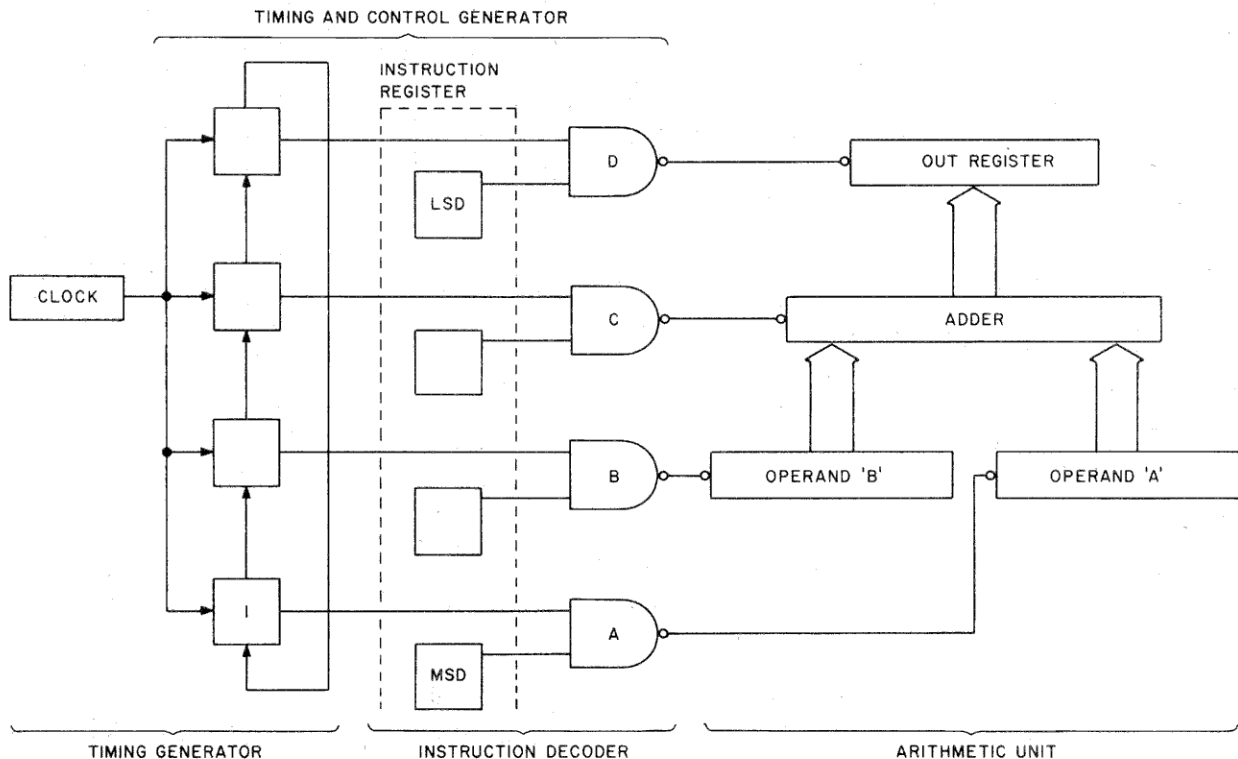 TIMING AND CONTROL GENERATOR
INSTRUCTION
REGISTER
D
OUT REGISTER
LSD
CLOCK
C
ADDER
B
OPERAND 'B'
OPERAND 'A'
1
A
MSD
TIMING GENERATOR
INSTRUCTION DECODER
ARITHMETIC UNIT